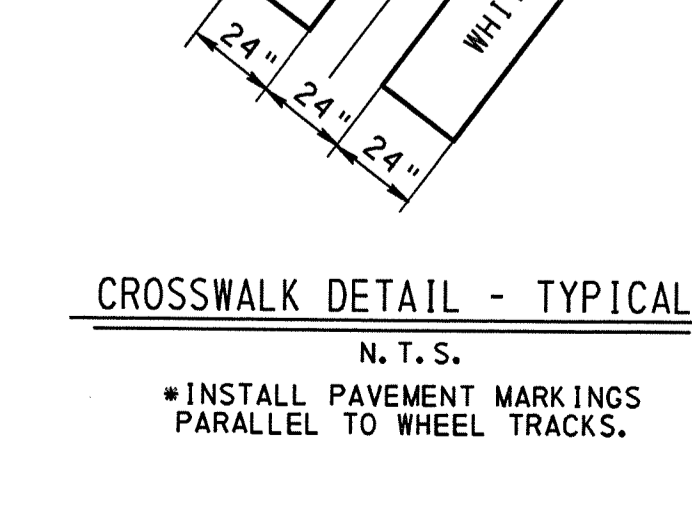 24"
24"
24"
CROSSWALK DETAIL - TYPICAL
N.T.S.
*INSTALL PAVEMENT MARKINGS
PARALLEL TO WHEEL TRACKS.